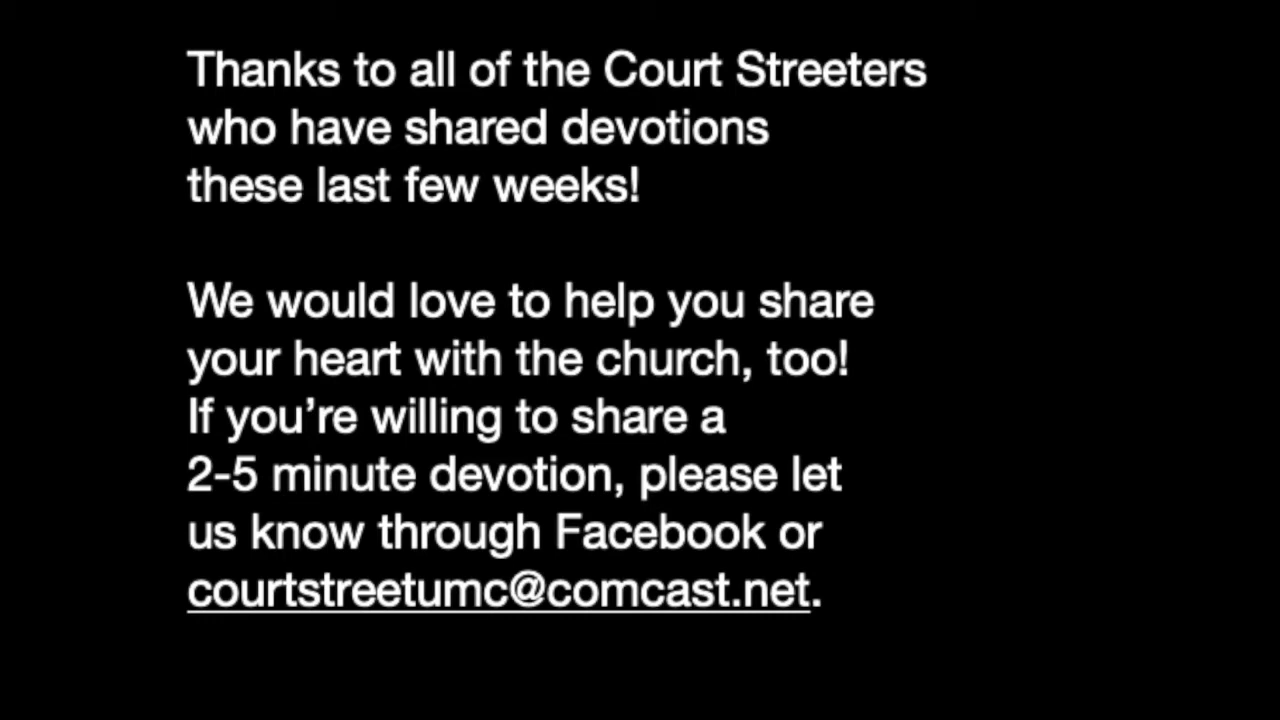 Thanks to all of the Court Streeters
who have shared devotions
these last few weeks!
We would love to help you share
your heart with the church, too!
If you’re willing to share a
2-5 minute devotion, please let
us know through Facebook or
courtstreetumc@comcast.net.